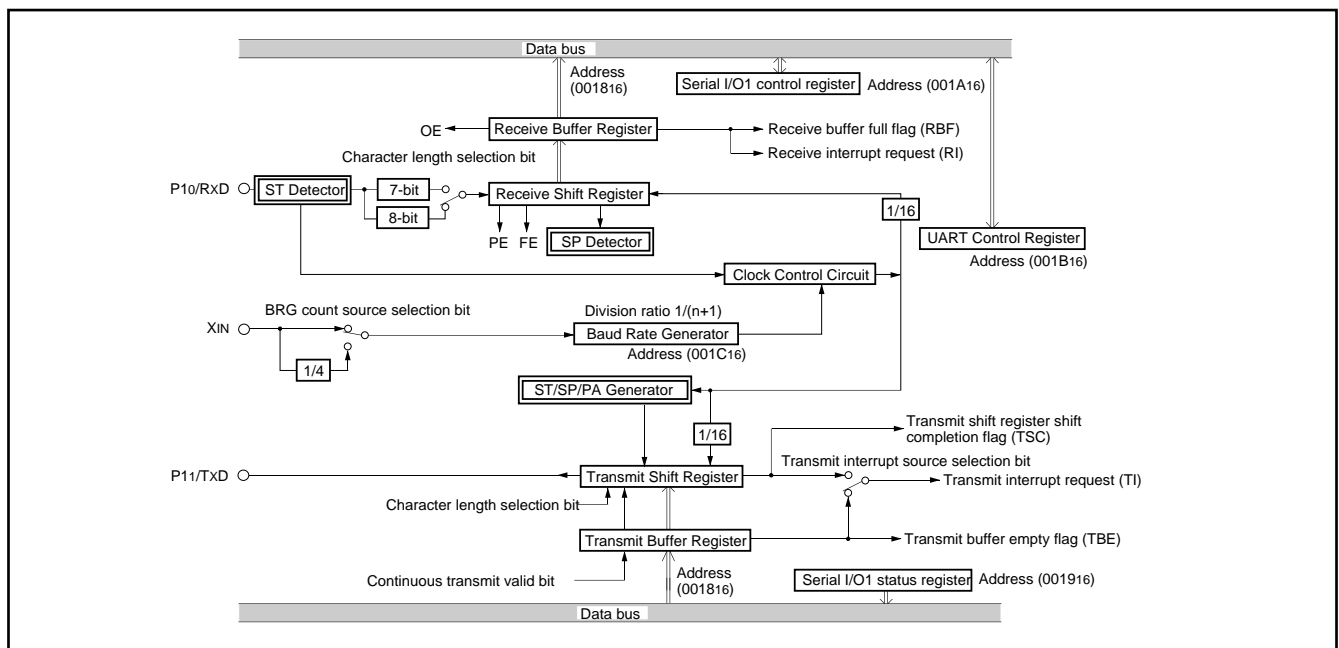 Data bus
Address
(001816)
Serial I/O1 control register
Address (001A16)
OE
Receive Buffer Register
Receive buffer full flag (RBF)
Receive interrupt request (RI)
Character length selection bit
P10/RXD
ST Detector
7-bit
8-bit
Receive Shift Register
1/16
PE
FE
SP Detector
UART Control Register
Address (001B16)
Clock Control Circuit
BRG count source selection bit
Division ratio 1/(n+1)
XIN
Baud Rate Generator
Address (001C16)
1/4
ST/SP/PA Generator
1/16
Transmit shift register shift
completion flag (TSC)
P11/TXD
Transmit Shift Register
Transmit interrupt source selection bit
Transmit interrupt request (TI)
Character length selection bit
Transmit Buffer Register
Transmit buffer empty flag (TBE)
Continuous transmit valid bit
Address
(001816)
Serial I/O1 status register
Address (001916)
Data bus